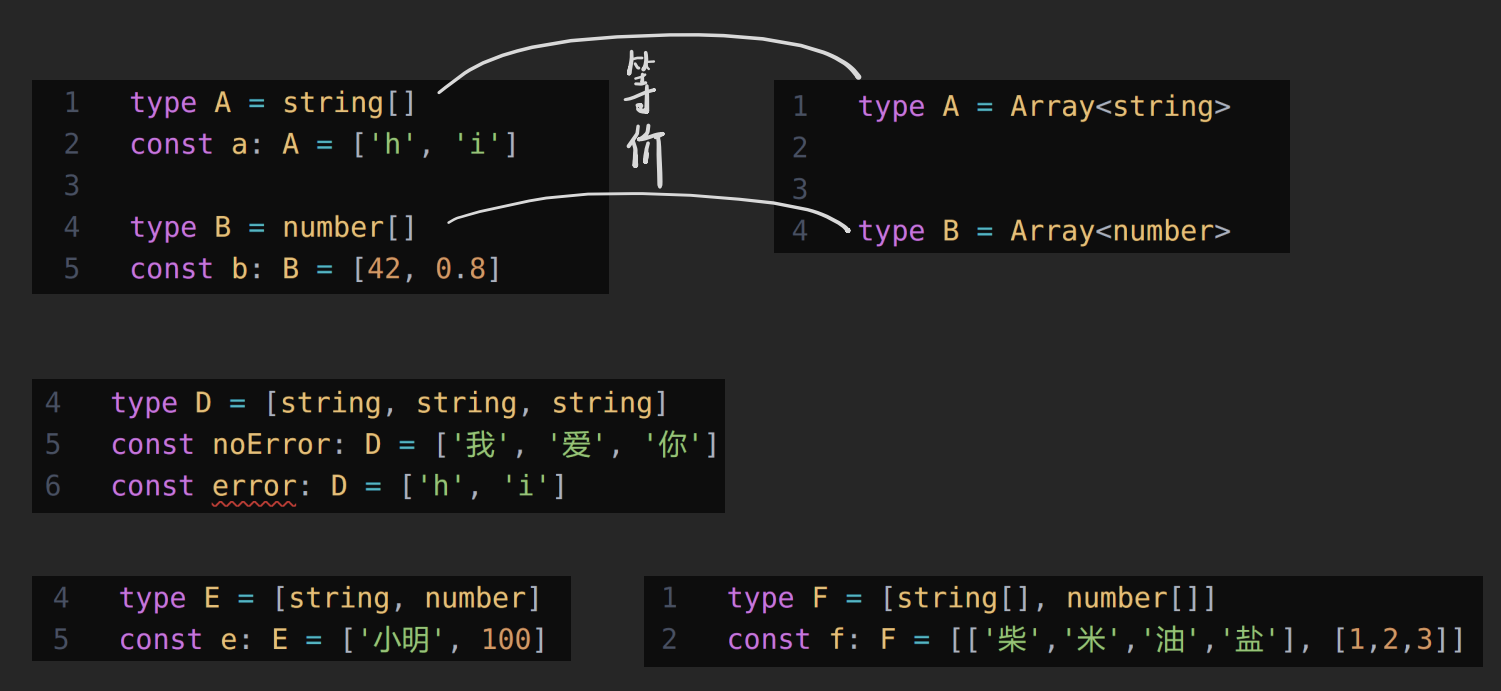 1 type A = string[]
2 const a: A = ['h', 'i']
3
4 type B = number[]
5 const b: B = [42, 0.8]
等价
1 type A = Array<string>
2
3
4 type B = Array<number>
4 type D = [string, string, string]
5 const noError: D = ['我', '爱', '你']
6 const error: D = ['h', 'i']
4 type E = [string, number]
5 const e: E = ['小明', 100]
1 type F = [string[], number[]]
2 const f: F = [['柴','米','油','盐'], [1,2,3]]